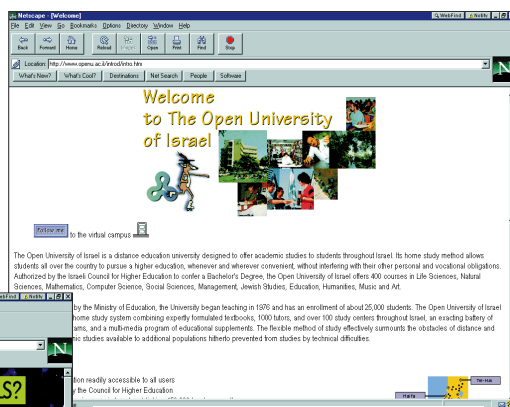 Netscape - [Welcome]
WebFind Notify
File Edit View Go Bookmarks Options Directory Window Help
Back Forward Home Reload Images Open Print Find Stop
Location: http://www.openu.ac.il/introd/intro.htm
What's New? What's Cool? Destinations Net Search People Software
N
Welcome
to The Open University
of Israel
follow me to the virtual campus
The Open University of Israel is a distance education university designed to offer academic studies to students throughout Israel. Its home study method allows
students all over the country to pursue a higher education, whenever and wherever convenient, without interfering with their other personal and vocational obligations.
Authorized by the Israeli Council for Higher Education to confer a Bachelor's Degree, the Open University of Israel offers 400 courses in Life Sciences, Natural
Sciences, Mathematics, Computer Science, Social Sciences, Management, Jewish Studies, Education, Humanities, Music and Art.
WebFind Notify
by the Ministry of Education, the University began teaching in 1976 and has an enrollment of about 25,000 students. The Open University of Israel
home study system combining expertly formulated textbooks, 1000 tutors, and over 100 study centers throughout Israel, an exacting battery of
ams, and a multi-media program of educational supplements. The flexible method of study effectively surmounts the obstacles of distance and
mic studies available to additional populations hitherto prevented from studies by technical difficulties.
N
tion readily accessible to all users
y the Council for Higher Education
LS?
Tel-Hai
Haifa